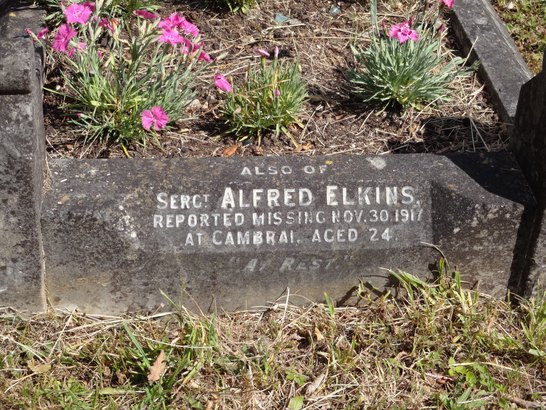 ALSO OF
SERGT ALFRED ELKINS.
REPORTED MISSING NOV. 30 1917
AT CAMBRAI. AGED 24.
"AT REST"